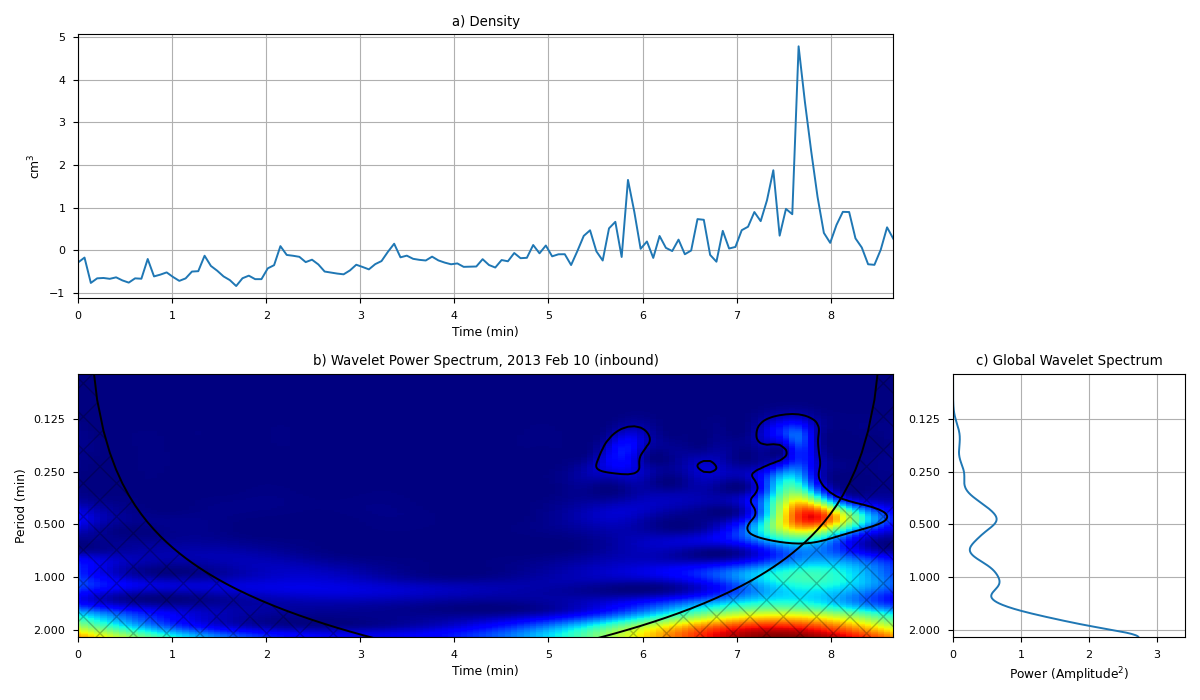 a) Density
5
4
3
2
1
0
−1
cm³
0 1 2 3 4 5 6 7 8
Time (min)
b) Wavelet Power Spectrum, 2013 Feb 10 (inbound)
0.125
0.250
0.500
1.000
2.000
Period (min)
0 1 2 3 4 5 6 7 8
Time (min)
c) Global Wavelet Spectrum
0.125
0.250
0.500
1.000
2.000
0 1 2 3
Power (Amplitude²)